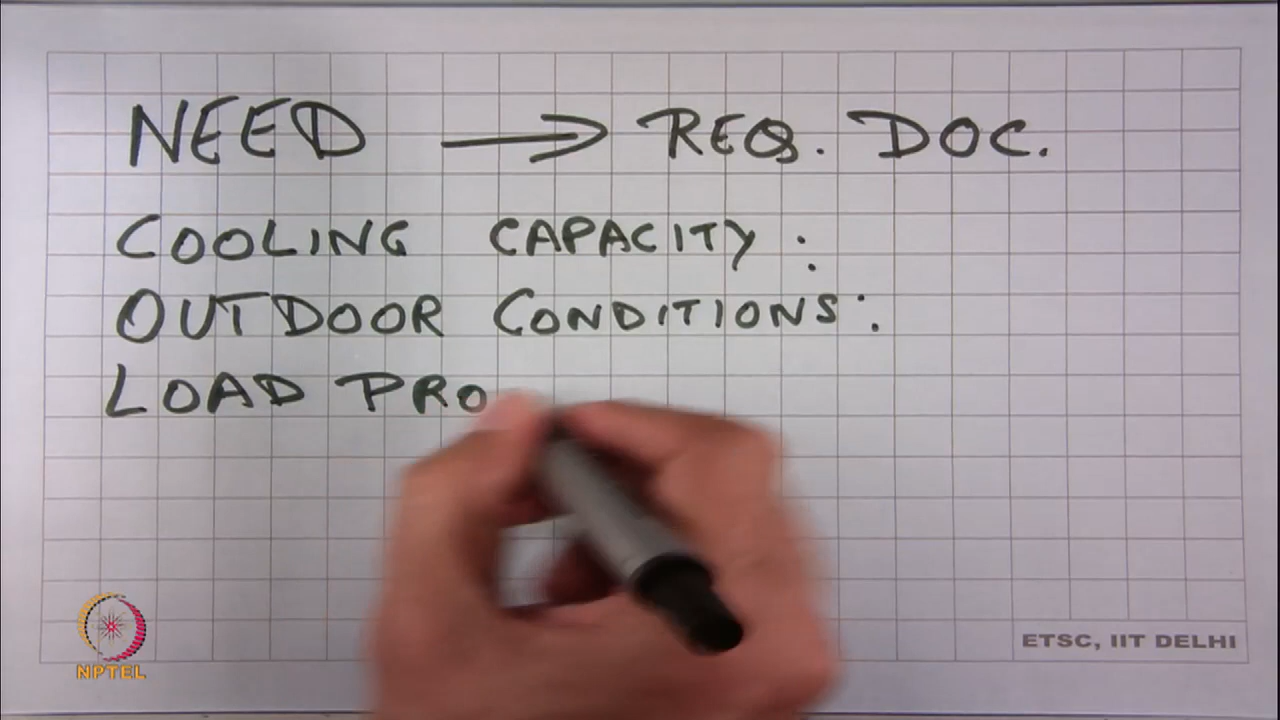 NEED → REQ. DOC.
COOLING CAPACITY :
OUTDOOR CONDITIONS :
LOAD PRO
NPTEL
ETSC, IIT DELHI